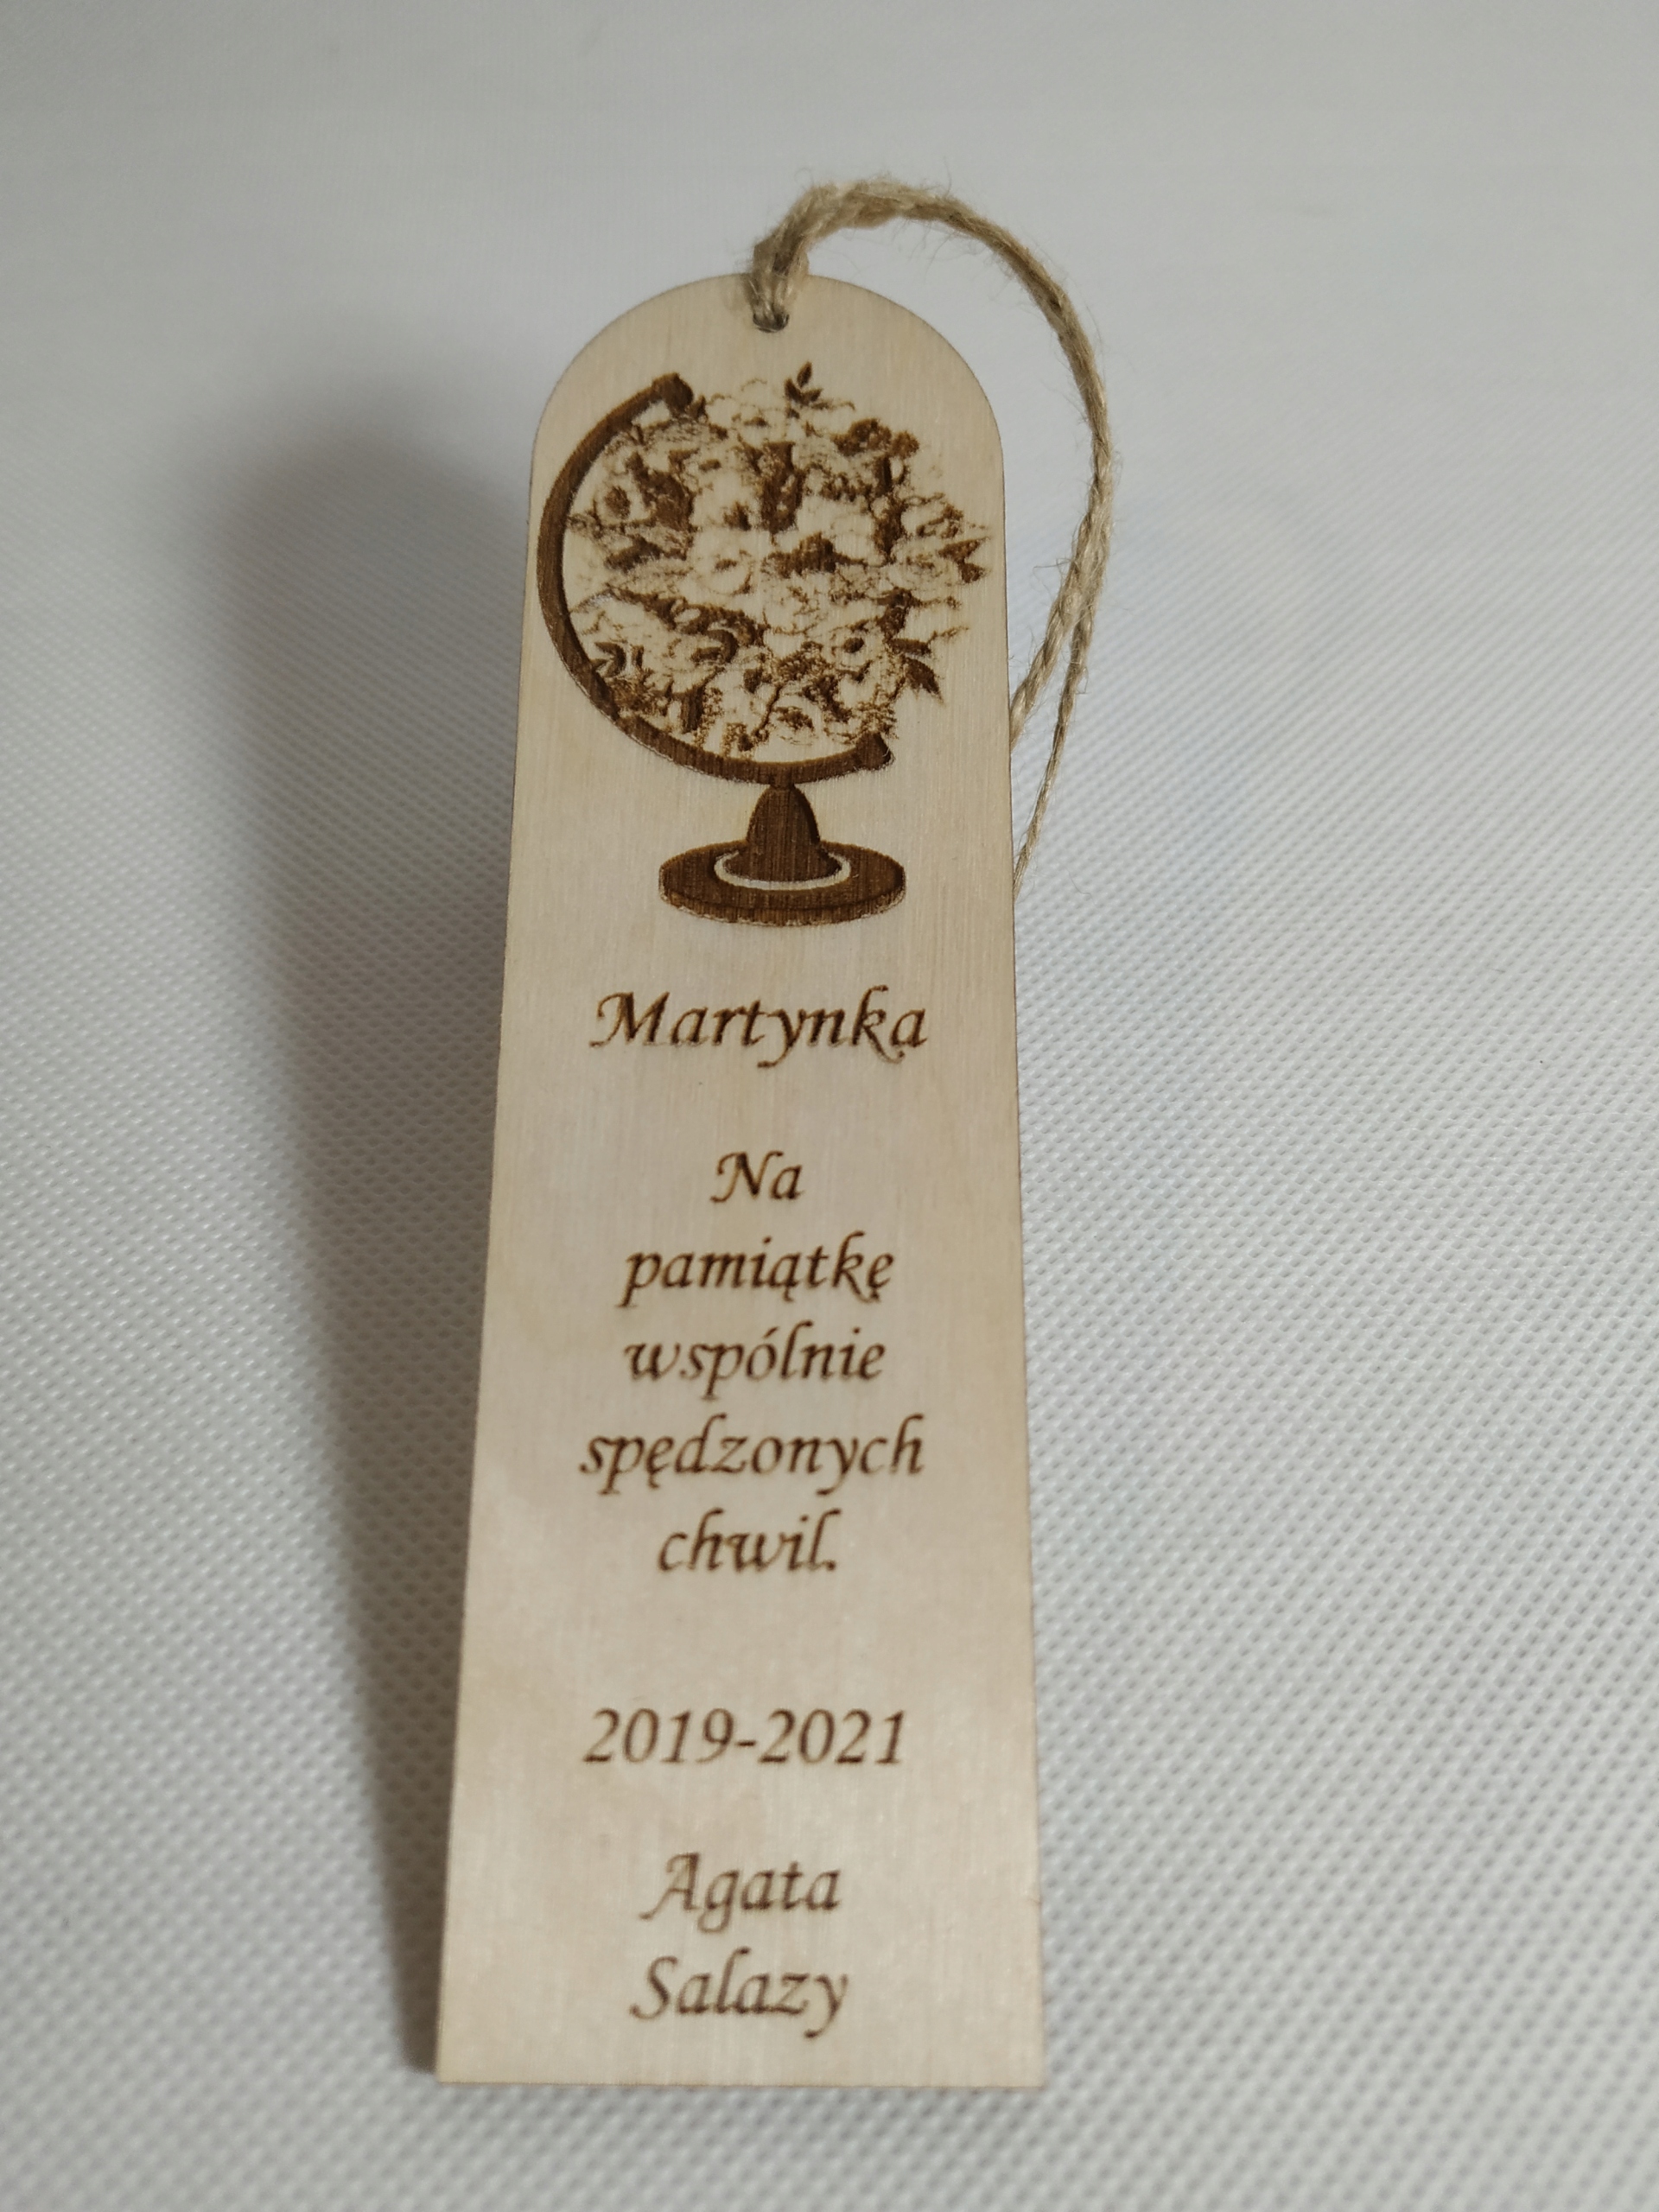 Martynka
Na
pamiątkę
wspólnie
spędzonych
chwil.
2019-2021
Agata
Salazy